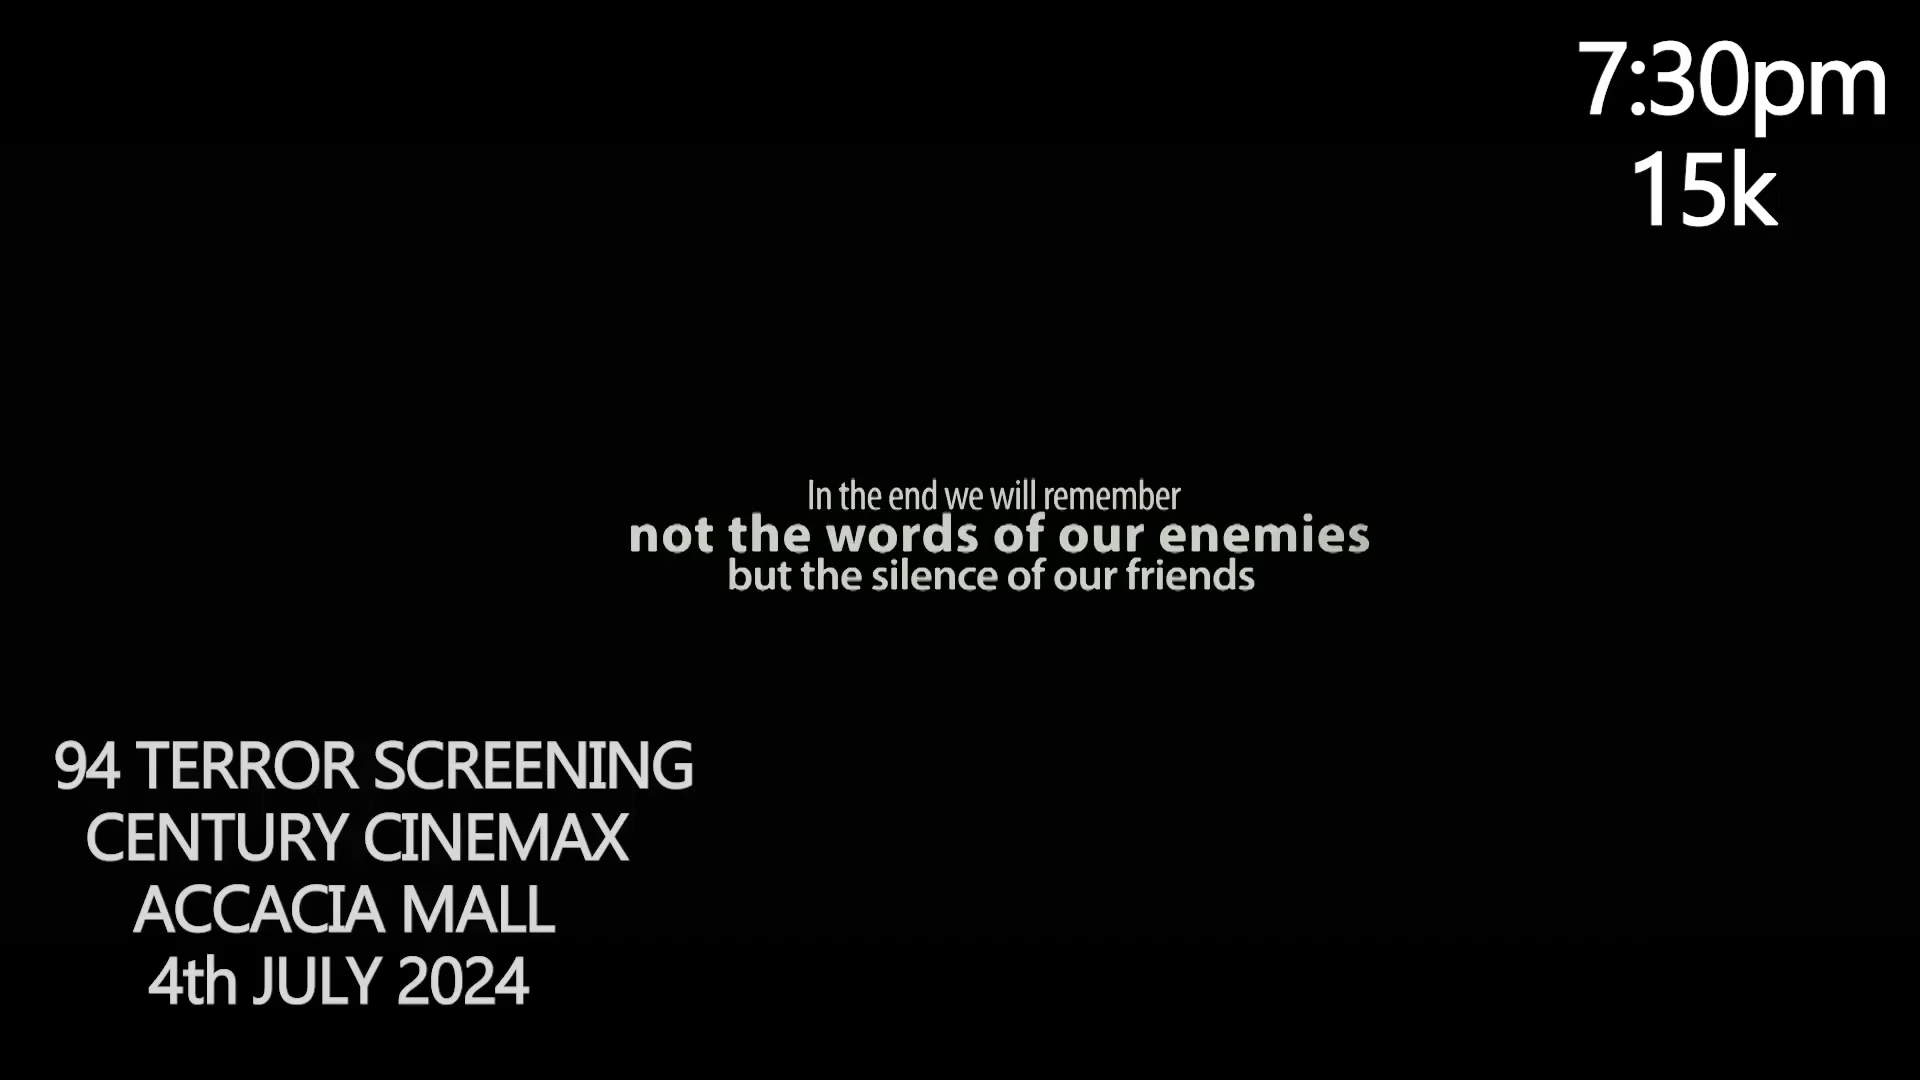 7:30pm
15k
In the end we will remember
not the words of our enemies
but the silence of our friends
94 TERROR SCREENING
CENTURY CINEMAX
ACCACIA MALL
4th JULY 2024